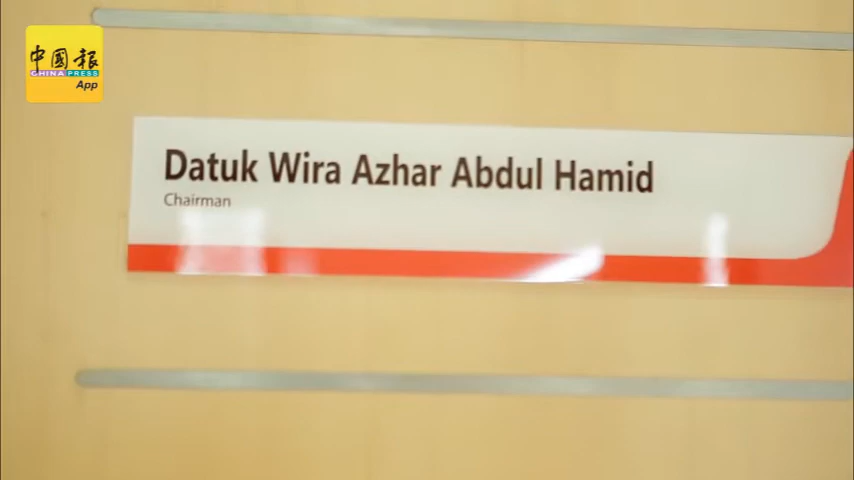 中國報
CHINA PRESS
App
Datuk Wira Azhar Abdul Hamid
Chairman